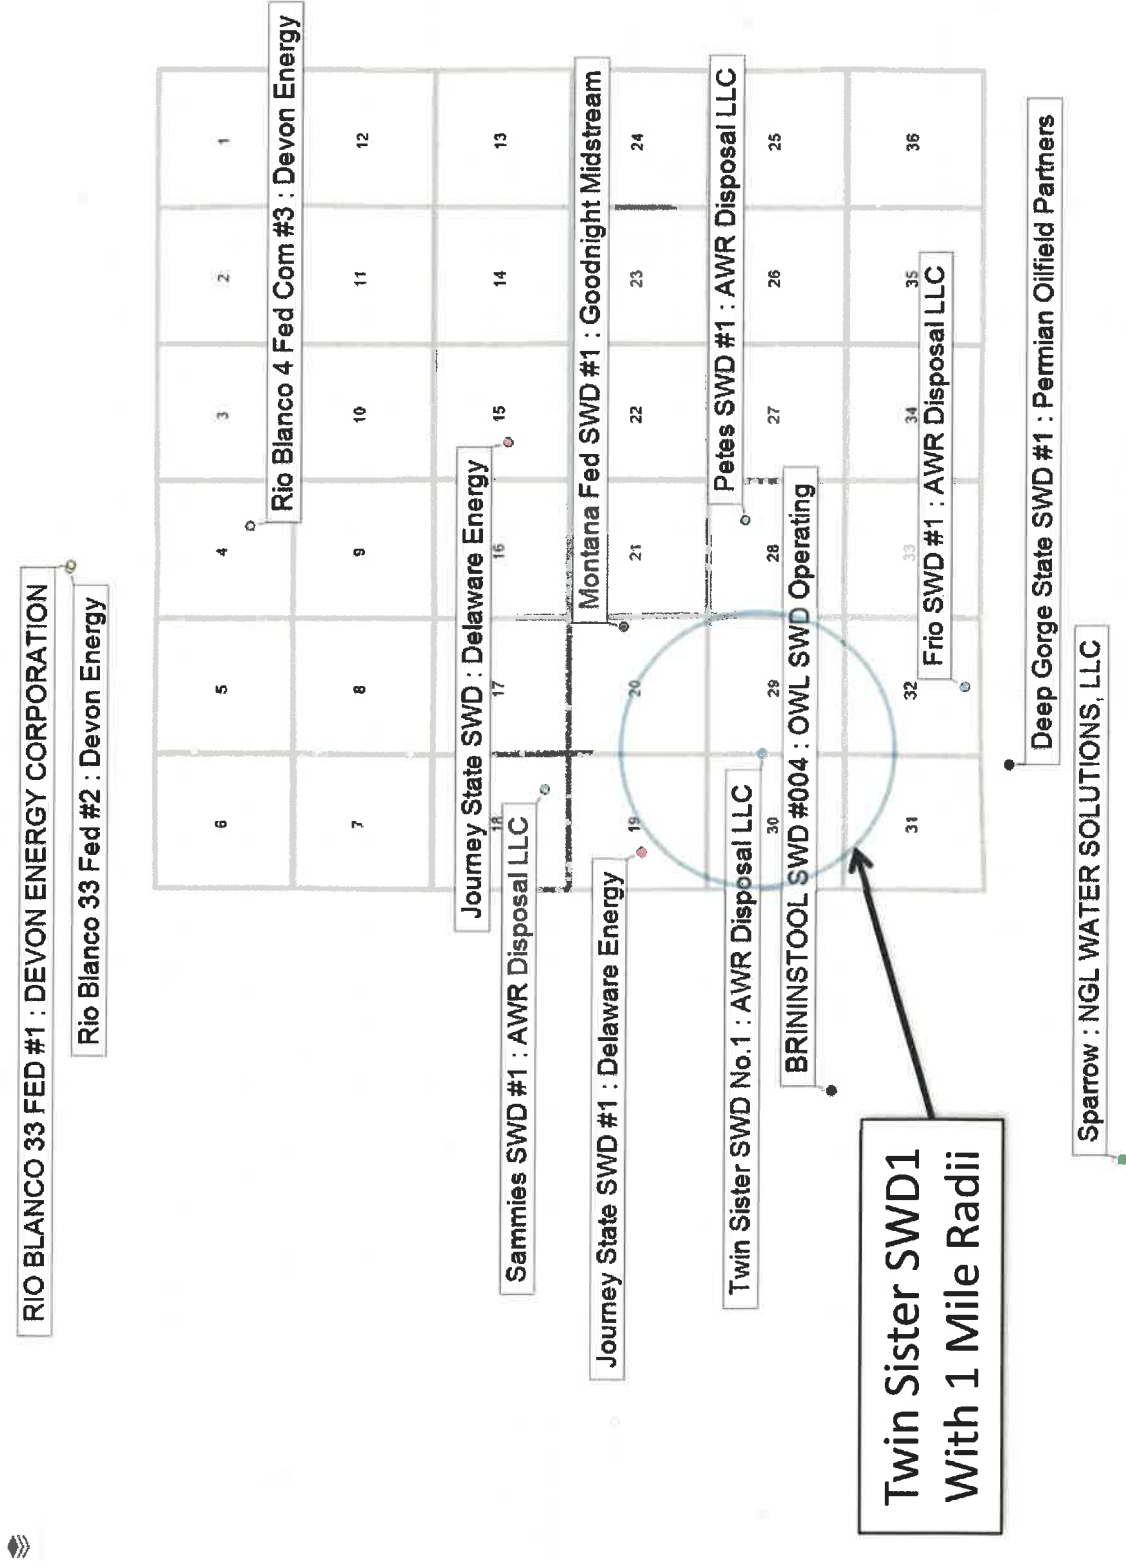 RIO BLANCO 33 FED #1 : DEVON ENERGY CORPORATION
Rio Blanco 33 Fed #2 : Devon Energy
6 5 4 3 2 1
Rio Blanco 4 Fed Com #3 : Devon Energy
7 8 9 10 11 12
Journey State SWD : Delaware Energy
18 17 16 15 14 13
Sammies SWD #1 : AWR Disposal LLC
Montana Fed SWD #1 : Goodnight Midstream
Journey State SWD #1 : Delaware Energy
19 20 21 22 23 24
Petes SWD #1 : AWR Disposal LLC
Twin Sister SWD No.1 : AWR Disposal LLC
30 29 28 27 26 25
BRININSTOOL SWD #004 : OWL SWD Operating
31 32 33 34 35 36
Frio SWD #1 : AWR Disposal LLC
Twin Sister SWD1
With 1 Mile Radii
Deep Gorge State SWD #1 : Permian Oilfield Partners
Sparrow : NGL WATER SOLUTIONS, LLC